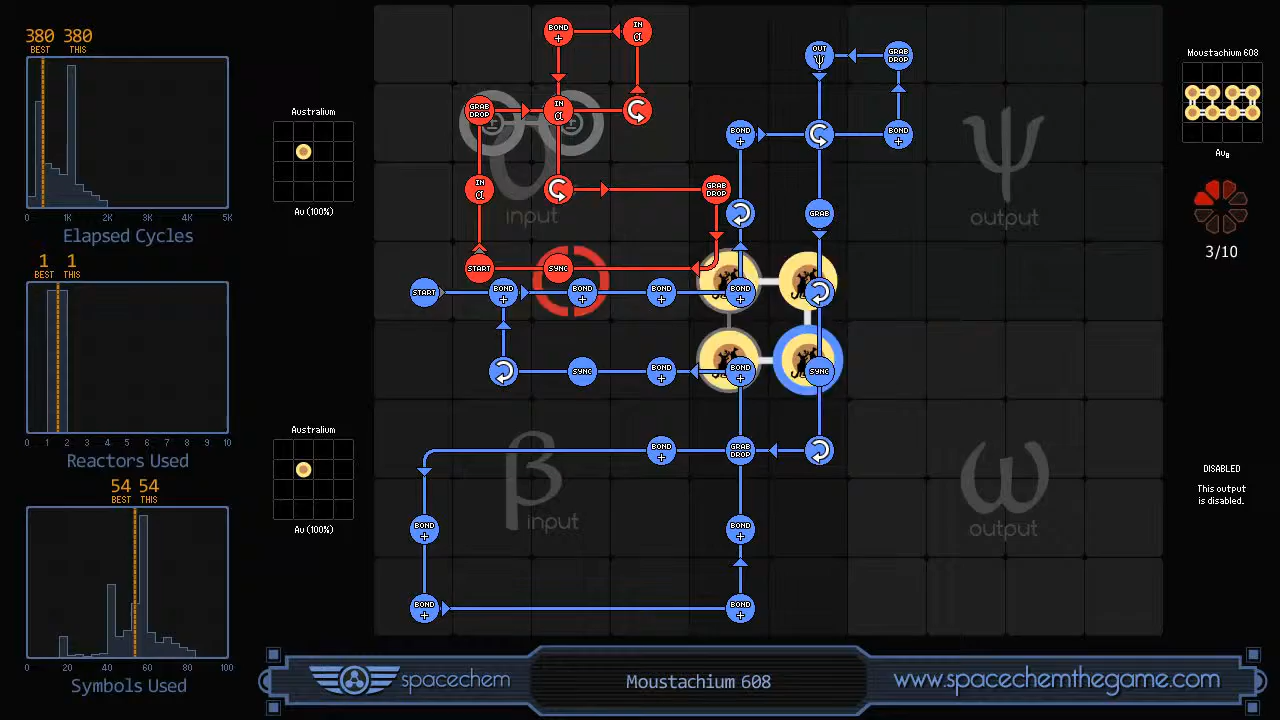 380 380
BEST THIS
0 1K 2K 3K 4K 5K
Elapsed Cycles
1 1
BEST THIS
0 1 2 3 4 5 6 7 8 9 10
Reactors Used
54 54
BEST THIS
0 20 40 60 80 100
Symbols Used
Australium
Au (100%)
Australium
Au (100%)
BOND +
IN α
GRAB DROP
IN α
IN α
GRAB DROP
START
SYNC
input
OUT ψ
GRAB DROP
BOND +
BOND +
GRAB
START
BOND +
BOND +
BOND +
BOND +
SYNC
BOND +
BOND +
SYNC
BOND +
GRAB DROP
BOND +
BOND +
BOND +
BOND +
ψ
output
β
input
ω
output
Moustachium 608
Au8
3/10
DISABLED
This output
is disabled.
spacechem
Moustachium 608
www.spacechemthegame.com